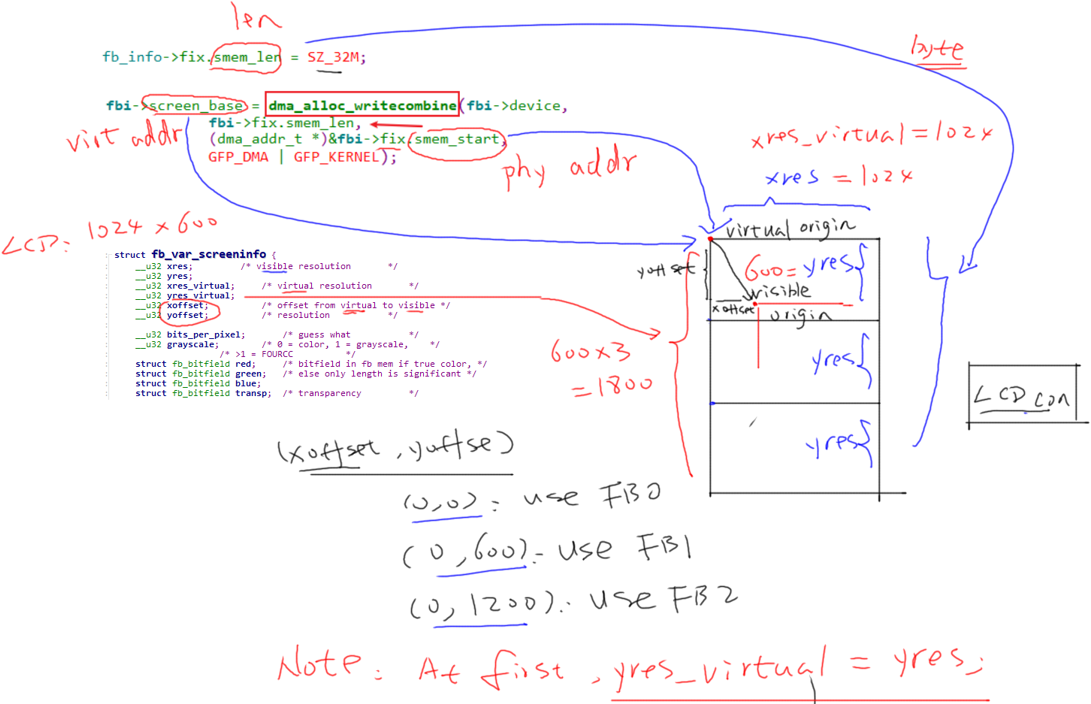 len
fb_info->fix.smem_len = SZ_32M;
byte
fbi->screen_base = dma_alloc_writecombine(fbi->device,
fbi->fix.smem_len,
(dma_addr_t *)&fbi->fix.smem_start,
GFP_DMA | GFP_KERNEL);
virt addr
phy addr
xres_virtual=1024
xres = 1024
LCD: 1024 x 600
virtual origin
struct fb_var_screeninfo {
__u32 xres; /* visible resolution */
__u32 yres;
__u32 xres_virtual; /* virtual resolution */
__u32 yres_virtual;
__u32 xoffset; /* offset from virtual to visible */
__u32 yoffset; /* resolution */
__u32 bits_per_pixel; /* guess what */
__u32 grayscale; /* 0 = color, 1 = grayscale, */
/* >1 = FOURCC */
struct fb_bitfield red; /* bitfield in fb mem if true color, */
struct fb_bitfield green; /* else only length is significant */
struct fb_bitfield blue;
struct fb_bitfield transp; /* transparency */
yoffset
600=yres
visible
xoffset
origin
600x3
=1800
yres
LCD con
yres
(xoffset, yoffse)
(0,0): use FB0
(0,600): use FB1
(0,1200): use FB2
Note: At first, yres_virtual = yres;